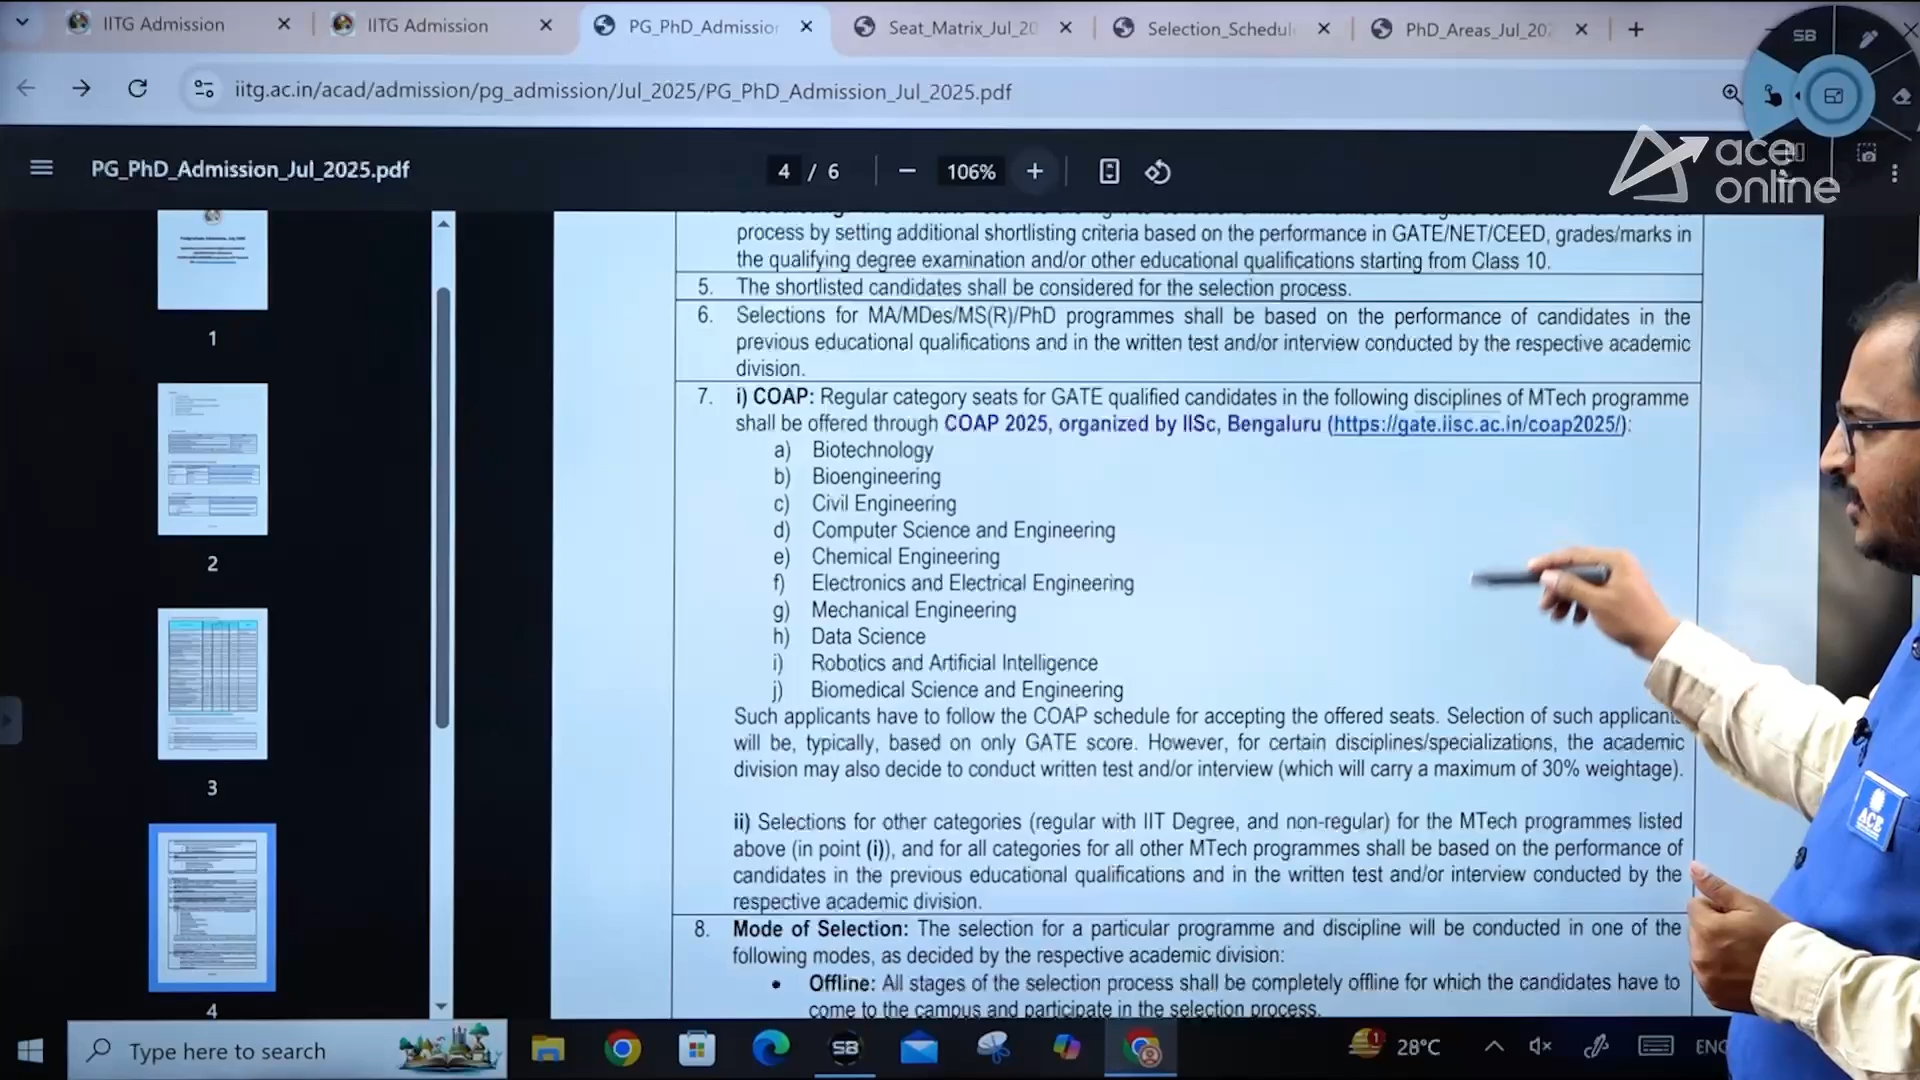 IITG Admission
IITG Admission
PG_PhD_Admission
Seat_Matrix_Jul_20
Selection_Schedul
PhD_Areas_Jul_20
SB
iitg.ac.in/acad/admission/pg_admission/Jul_2025/PG_PhD_Admission_Jul_2025.pdf
ace
online
PG_PhD_Admission_Jul_2025.pdf
4 / 6
106%
1
2
3
4
process by setting additional shortlisting criteria based on the performance in GATE/NET/CEED, grades/marks in
the qualifying degree examination and/or other educational qualifications starting from Class 10.
5. The shortlisted candidates shall be considered for the selection process.
6. Selections for MA/MDes/MS(R)/PhD programmes shall be based on the performance of candidates in the
previous educational qualifications and in the written test and/or interview conducted by the respective academic
division.
7. i) COAP: Regular category seats for GATE qualified candidates in the following disciplines of MTech programme
shall be offered through COAP 2025, organized by IISc, Bengaluru (https://gate.iisc.ac.in/coap2025/):
a) Biotechnology
b) Bioengineering
c) Civil Engineering
d) Computer Science and Engineering
e) Chemical Engineering
f) Electronics and Electrical Engineering
g) Mechanical Engineering
h) Data Science
i) Robotics and Artificial Intelligence
j) Biomedical Science and Engineering
Such applicants have to follow the COAP schedule for accepting the offered seats. Selection of such applicant
will be, typically, based on only GATE score. However, for certain disciplines/specializations, the academic
division may also decide to conduct written test and/or interview (which will carry a maximum of 30% weightage).
ii) Selections for other categories (regular with IIT Degree, and non-regular) for the MTech programmes listed
above (in point (i)), and for all categories for all other MTech programmes shall be based on the performance of
candidates in the previous educational qualifications and in the written test and/or interview conducted by the
respective academic division.
8. Mode of Selection: The selection for a particular programme and discipline will be conducted in one of the
following modes, as decided by the respective academic division:
• Offline: All stages of the selection process shall be completely offline for which the candidates have to
come to the campus and participate in the selection process.
ACE
Type here to search
SB
1
28°C
ENG